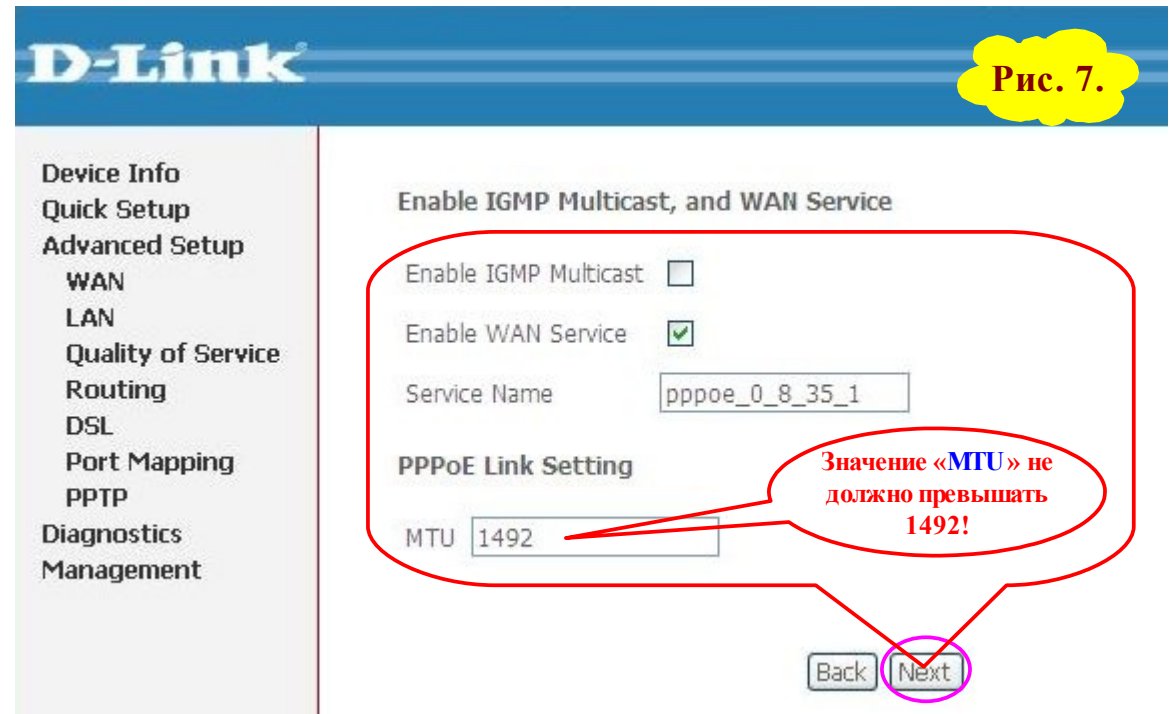 D-Link
Рис. 7.
Device Info
Quick Setup
Advanced Setup
WAN
LAN
Quality of Service
Routing
DSL
Port Mapping
PPTP
Diagnostics
Management
Enable IGMP Multicast, and WAN Service
Enable IGMP Multicast
Enable WAN Service
Service Name pppoe_0_8_35_1
PPPoE Link Setting
MTU 1492
Значение «MTU» не
должно превышать
1492!
Back Next